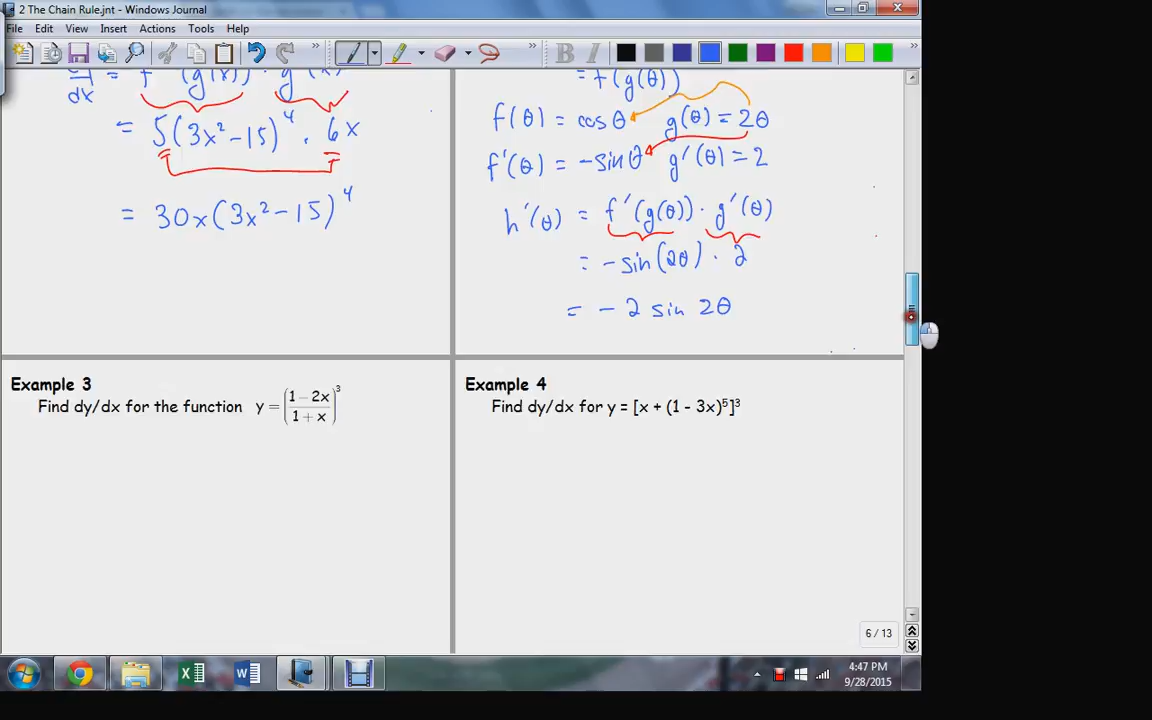 2 The Chain Rule.jnt - Windows Journal
File Edit View Insert Actions Tools Help
dx = f'(g(x)) · g'(x)
= 5(3x² - 15)⁴ · 6x
= 30x(3x² - 15)⁴
= f(g(θ))
f(θ) = cos θ g(θ) = 2θ
f'(θ) = -sin θ g'(θ) = 2
h'(θ) = f'(g(θ)) · g'(θ)
= -sin(2θ) · 2
= -2 sin 2θ
Example 3
Find dy/dx for the function y = ((1 - 2x)/(1 + x))³
Example 4
Find dy/dx for y = [x + (1 - 3x)⁵]³
6 / 13
4:47 PM
9/28/2015